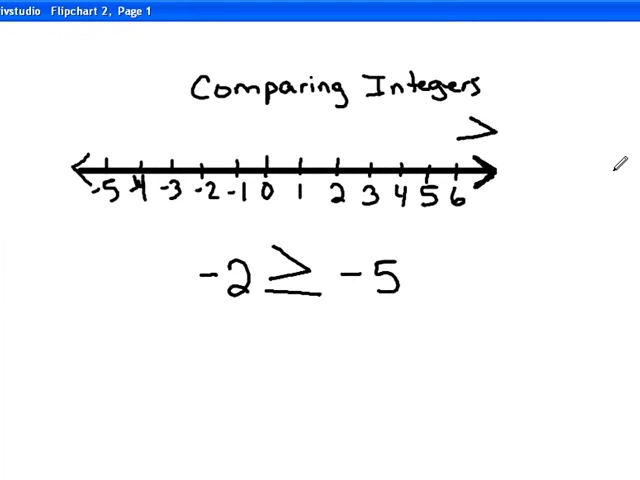 ivstudio Flipchart 2, Page 1
Comparing Integers
>
-5 -4 -3 -2 -1 0 1 2 3 4 5 6
-2 ≥ -5